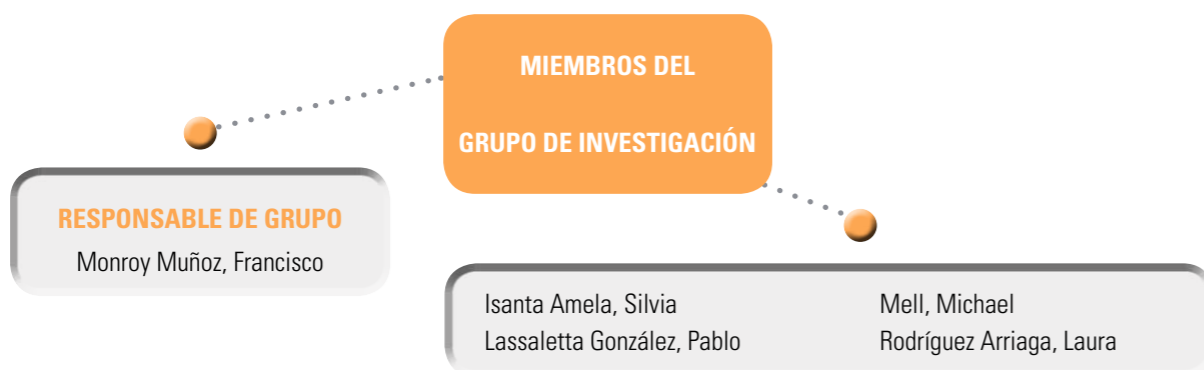 MIEMBROS DEL
GRUPO DE INVESTIGACIÓN
RESPONSABLE DE GRUPO
Monroy Muñoz, Francisco
Isanta Amela, Silvia
Lassaletta González, Pablo
Mell, Michael
Rodríguez Arriaga, Laura